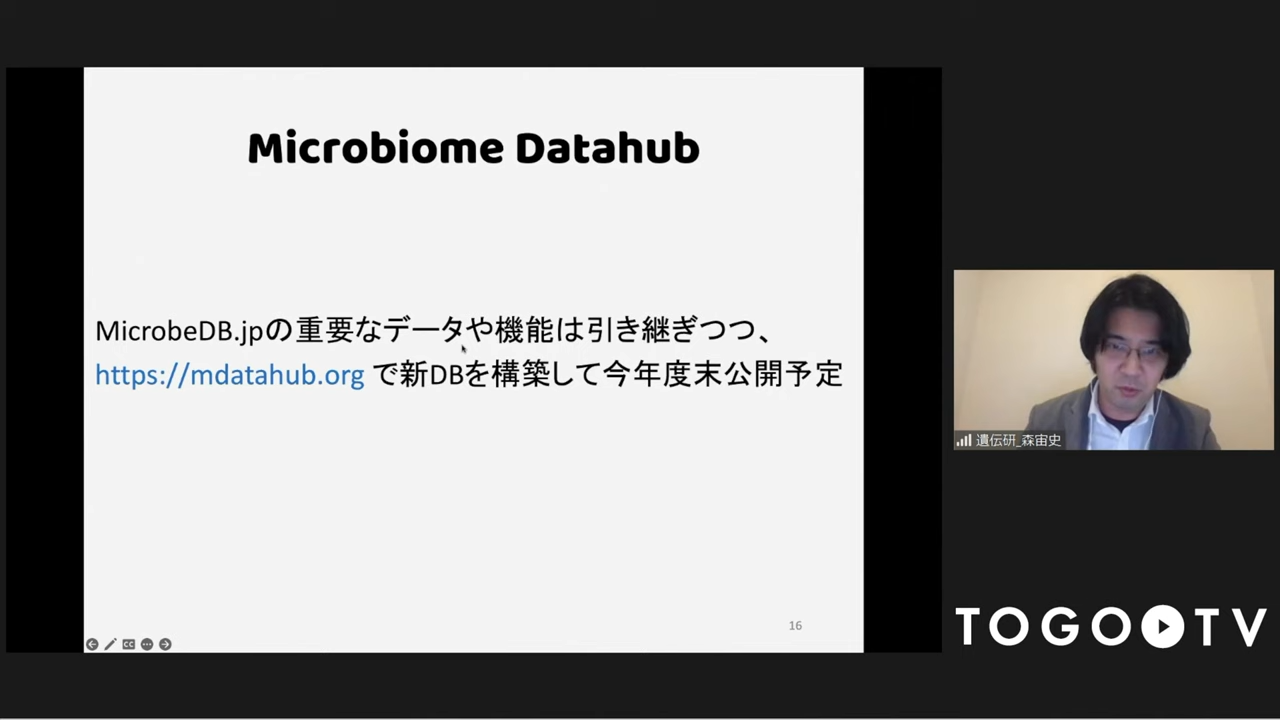 Microbiome Datahub
MicrobeDB.jpの重要なデータや機能は引き継ぎつつ、
https://mdatahub.org で新DBを構築して今年度末公開予定
16
遺伝研_森宙史
TOGO TV